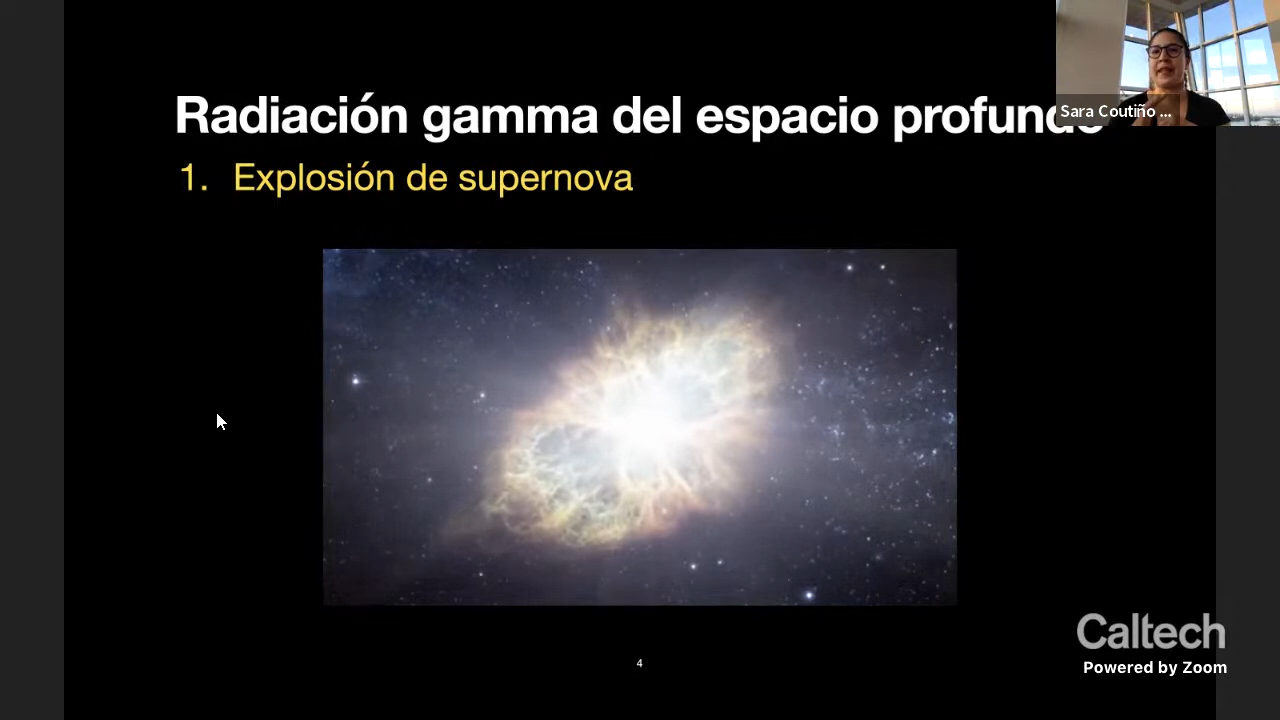 Radiación gamma del espacio profundo
1. Explosión de supernova
Sara Coutiño ...
4
Caltech
Powered by Zoom